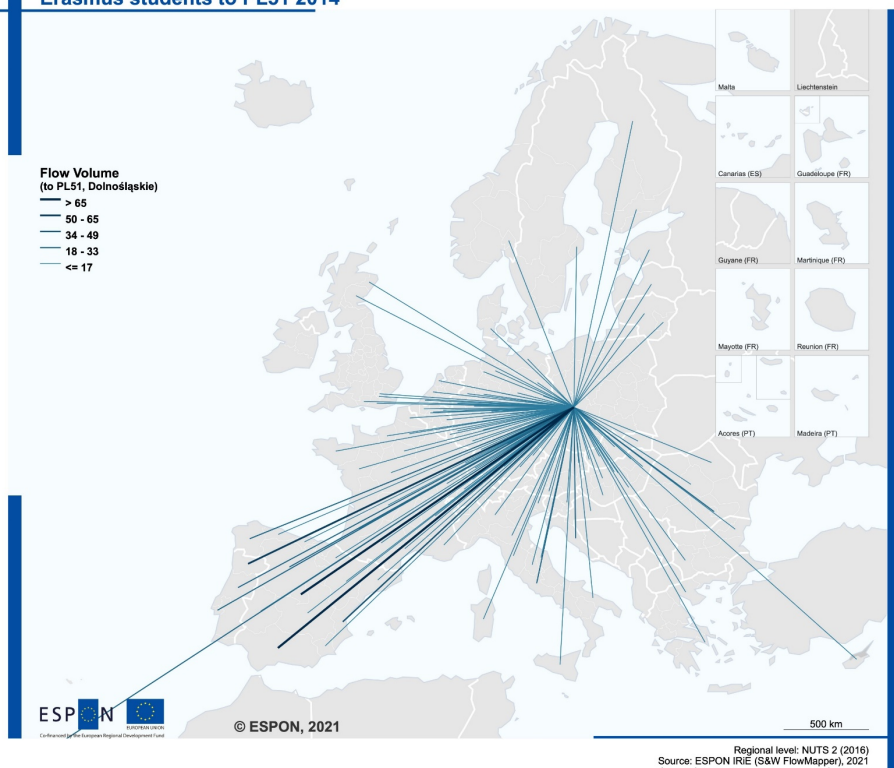 Erasmus students to PL51 2014
Flow Volume
(to PL51, Dolnośląskie)
> 65
50 - 65
34 - 49
18 - 33
<= 17
Malta
Liechtenstein
Canarias (ES)
Guadeloupe (FR)
Guyane (FR)
Martinique (FR)
Mayotte (FR)
Reunion (FR)
Acores (PT)
Madeira (PT)
ESPON
EUROPEAN UNION
Co-financed by the European Regional Development Fund
© ESPON, 2021
500 km
Regional level: NUTS 2 (2016)
Source: ESPON IRiE (S&W FlowMapper), 2021